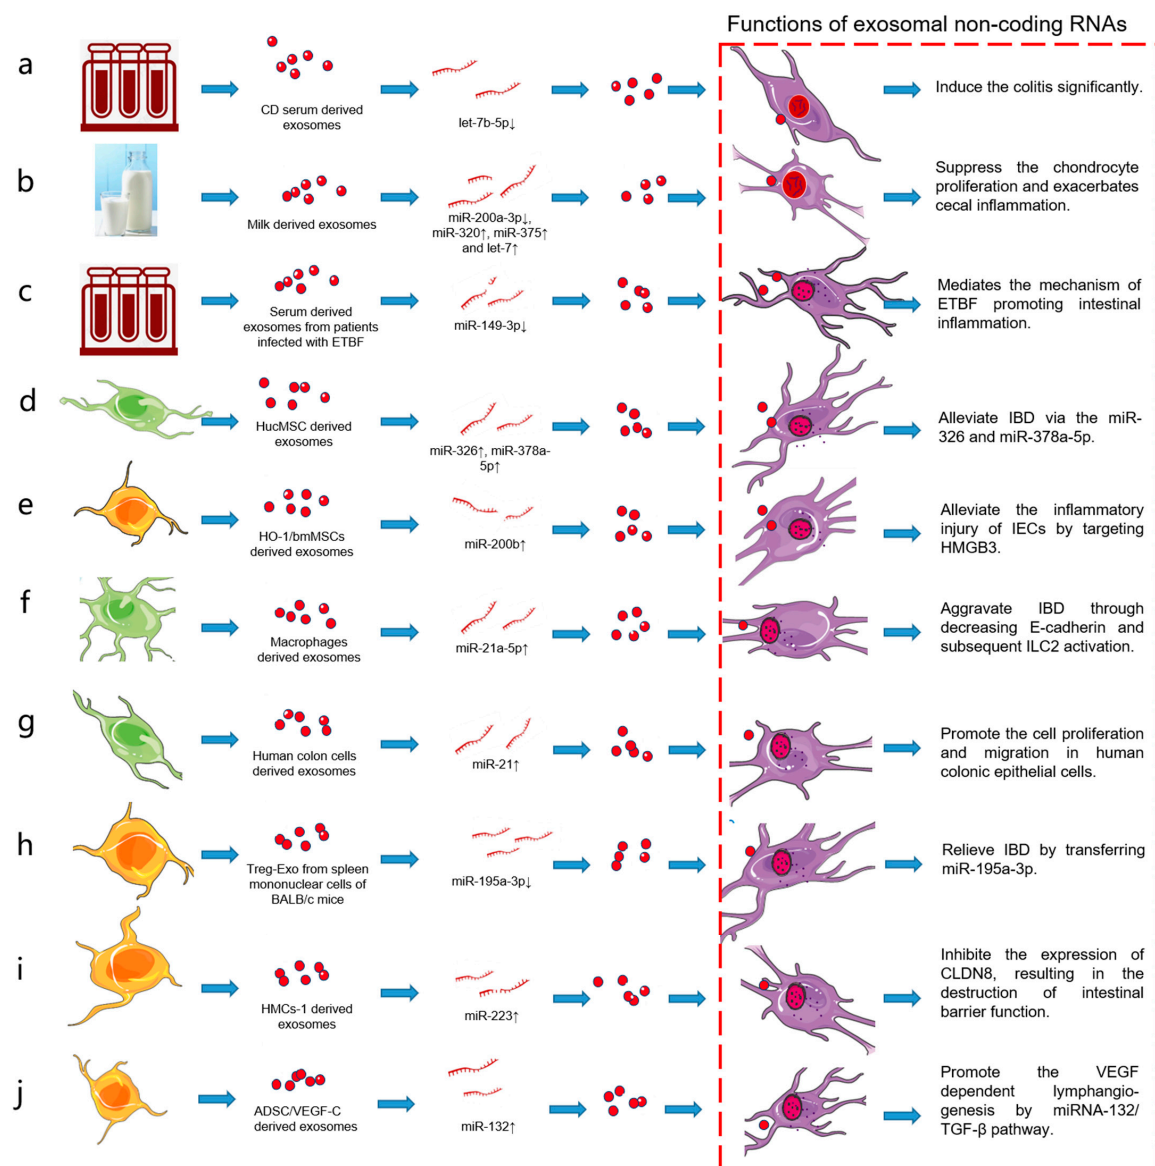 Functions of exosomal non-coding RNAs
a
CD serum derived
exosomes
let-7b-5p↓
Induce the colitis significantly.
b
Milk derived exosomes
miR-200a-3p↓,
miR-320↑, miR-375↑
and let-7↑
Suppress the chondrocyte
proliferation and exacerbates
cecal inflammation.
c
Serum derived
exosomes from patients
infected with ETBF
miR-149-3p↓
Mediates the mechanism of
ETBF promoting intestinal
inflammation.
d
HucMSC derived
exosomes
miR-326↑, miR-378a-
5p↑
Alleviate IBD via the miR-
326 and miR-378a-5p.
e
HO-1/bmMSCs
derived exosomes
miR-200b↑
Alleviate the inflammatory
injury of IECs by targeting
HMGB3.
f
Macrophages
derived exosomes
miR-21a-5p↑
Aggravate IBD through
decreasing E-cadherin and
subsequent ILC2 activation.
g
Human colon cells
derived exosomes
miR-21↑
Promote the cell proliferation
and migration in human
colonic epithelial cells.
h
Treg-Exo from spleen
mononuclear cells of
BALB/c mice
miR-195a-3p↓
Relieve IBD by transferring
miR-195a-3p.
i
HMCs-1 derived
exosomes
miR-223↑
Inhibite the expression of
CLDN8, resulting in the
destruction of intestinal
barrier function.
j
ADSC/VEGF-C
derived exosomes
miR-132↑
Promote the VEGF
dependent lymphangio-
genesis by miRNA-132/
TGF-β pathway.